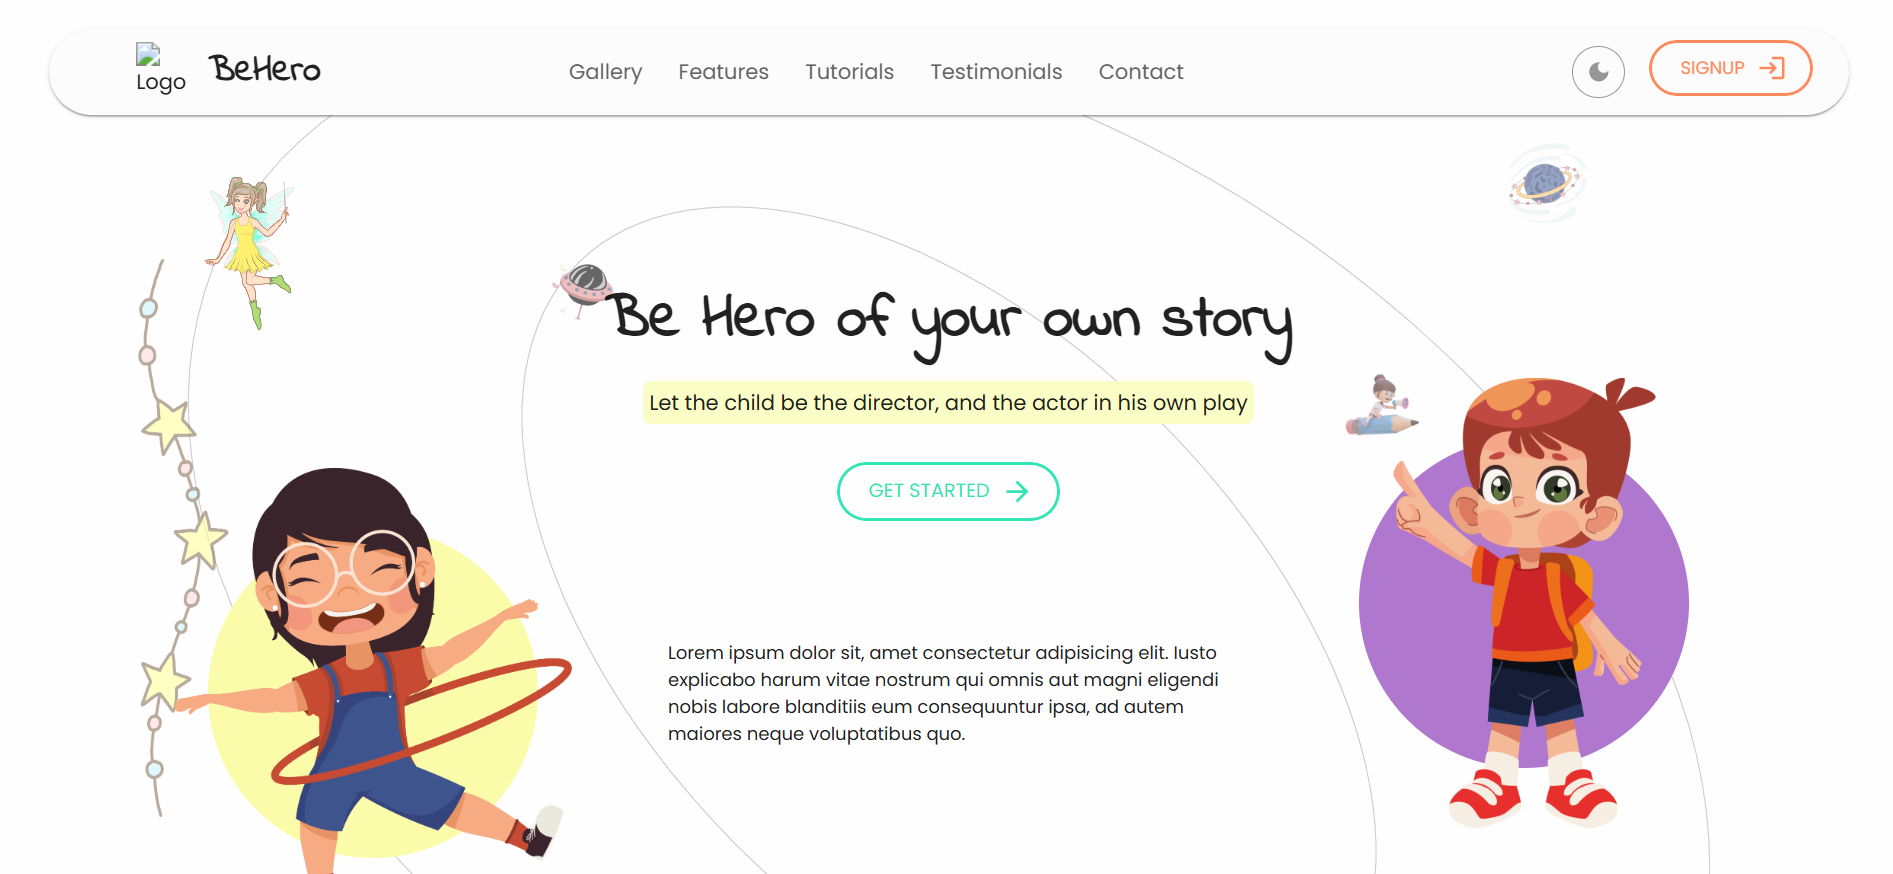 Logo
BeHero
Gallery
Features
Tutorials
Testimonials
Contact
SIGNUP
Be Hero of your own story
Let the child be the director, and the actor in his own play
GET STARTED
Lorem ipsum dolor sit, amet consectetur adipisicing elit. Iusto
explicabo harum vitae nostrum qui omnis aut magni eligendi
nobis labore blanditiis eum consequuntur ipsa, ad autem
maiores neque voluptatibus quo.